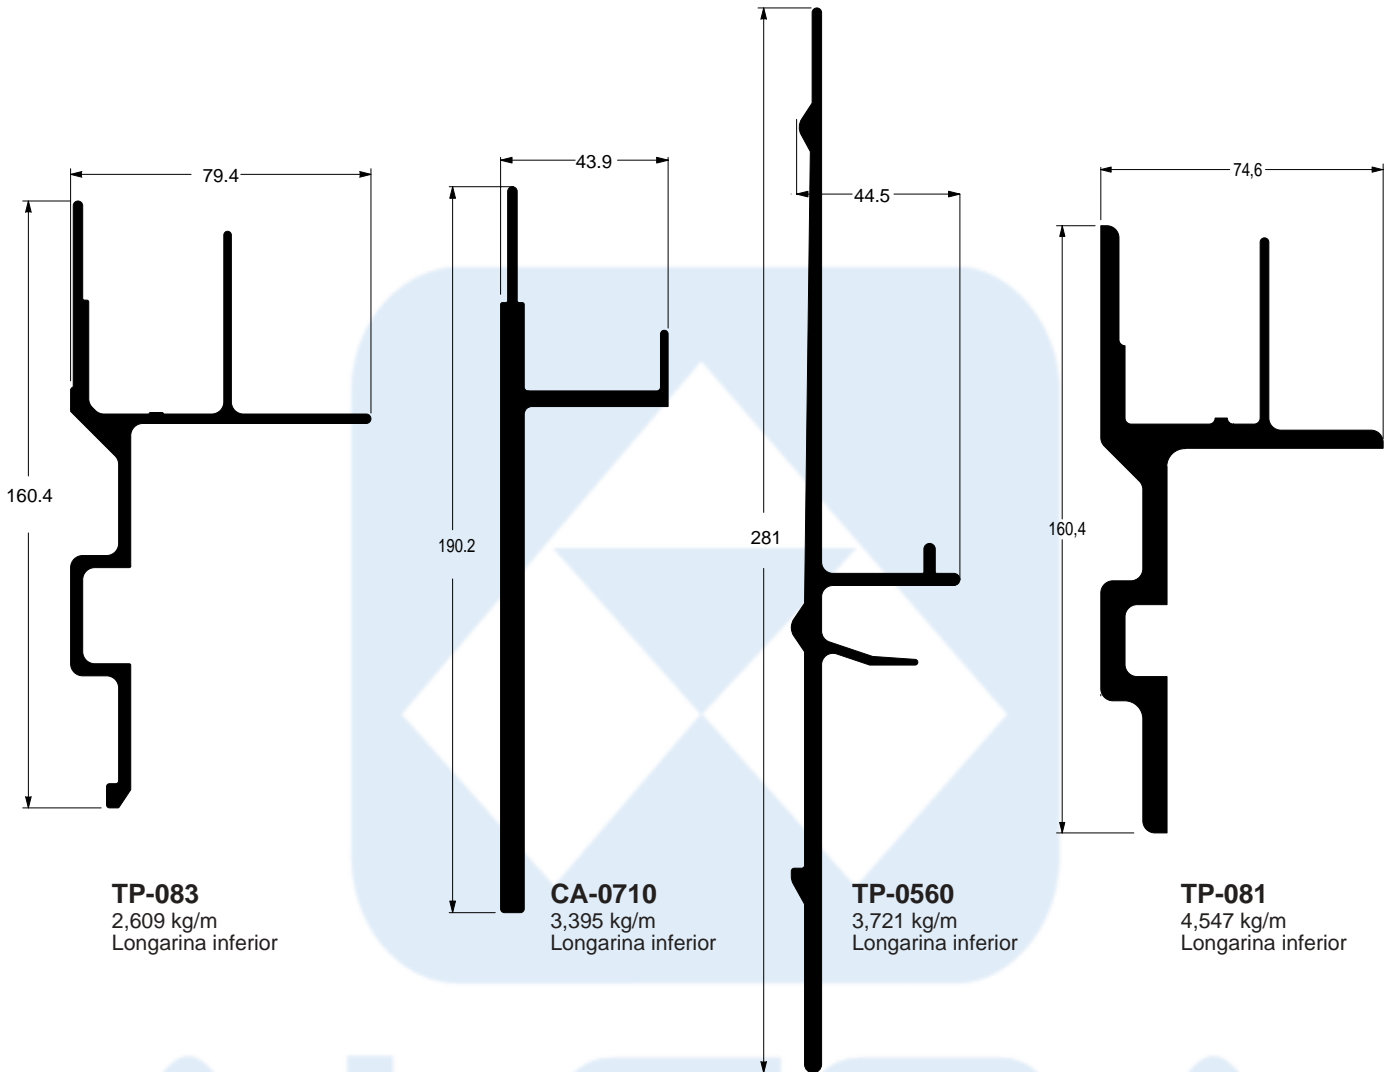 79.4
43.9
44.5
74,6
160.4
190.2
281
160,4
TP-083
2,609 kg/m
Longarina inferior
CA-0710
3,395 kg/m
Longarina inferior
TP-0560
3,721 kg/m
Longarina inferior
TP-081
4,547 kg/m
Longarina inferior